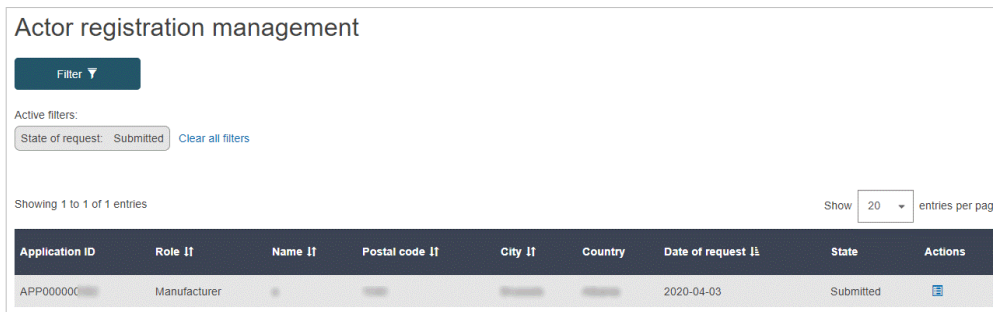 Actor registration management
Filter
Active filters:
State of request: Submitted Clear all filters
Showing 1 to 1 of 1 entries Show 20 entries per pag
Application ID Role Name Postal code City Country Date of request State Actions
APP000000 Manufacturer 2020-04-03 Submitted